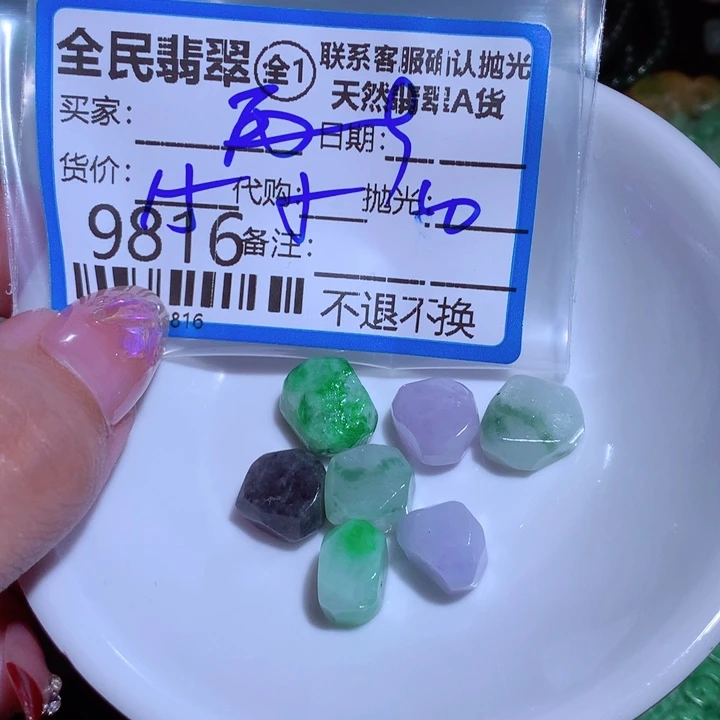 全民翡翠 全1 联系客服确认抛光
天然翡翠A货
买家: 日期:
货价: 代购: 抛光:
9816 备注:
816 不退不换